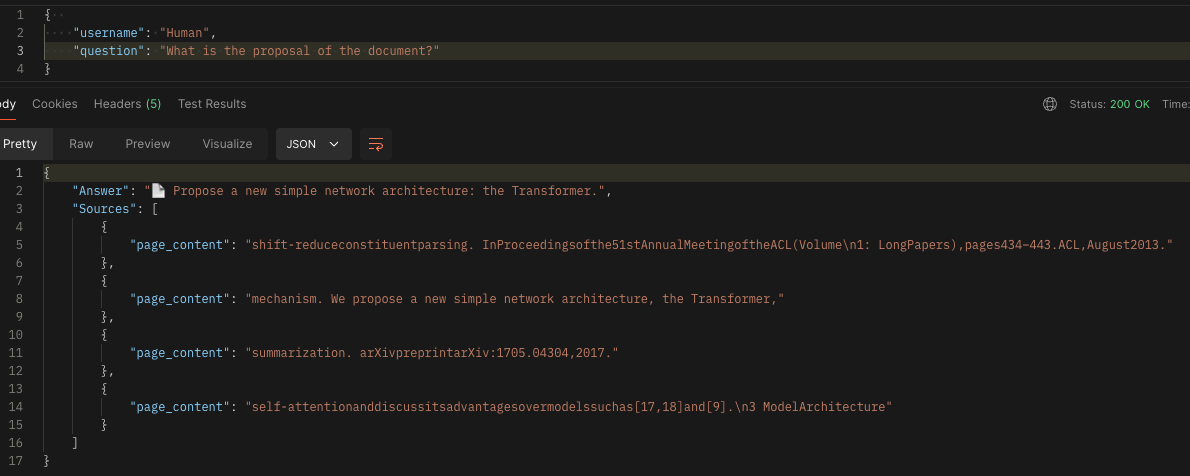 1 {
2 "username": "Human",
3 "question": "What is the proposal of the document?"
4 }
ody Cookies Headers (5) Test Results Status: 200 OK Time:
Pretty Raw Preview Visualize JSON
1 {
2 "Answer": "📄 Propose a new simple network architecture: the Transformer.",
3 "Sources": [
4 {
5 "page_content": "shift-reduceconstituentparsing. InProceedingsofthe51stAnnualMeetingoftheACL(Volume\n1: LongPapers),pages434–443.ACL,August2013."
6 },
7 {
8 "page_content": "mechanism. We propose a new simple network architecture, the Transformer,"
9 },
10 {
11 "page_content": "summarization. arXivpreprintarXiv:1705.04304,2017."
12 },
13 {
14 "page_content": "self-attentionanddiscussitsadvantagesovermodelssuchas[17,18]and[9].\n3 ModelArchitecture"
15 }
16 ]
17 }